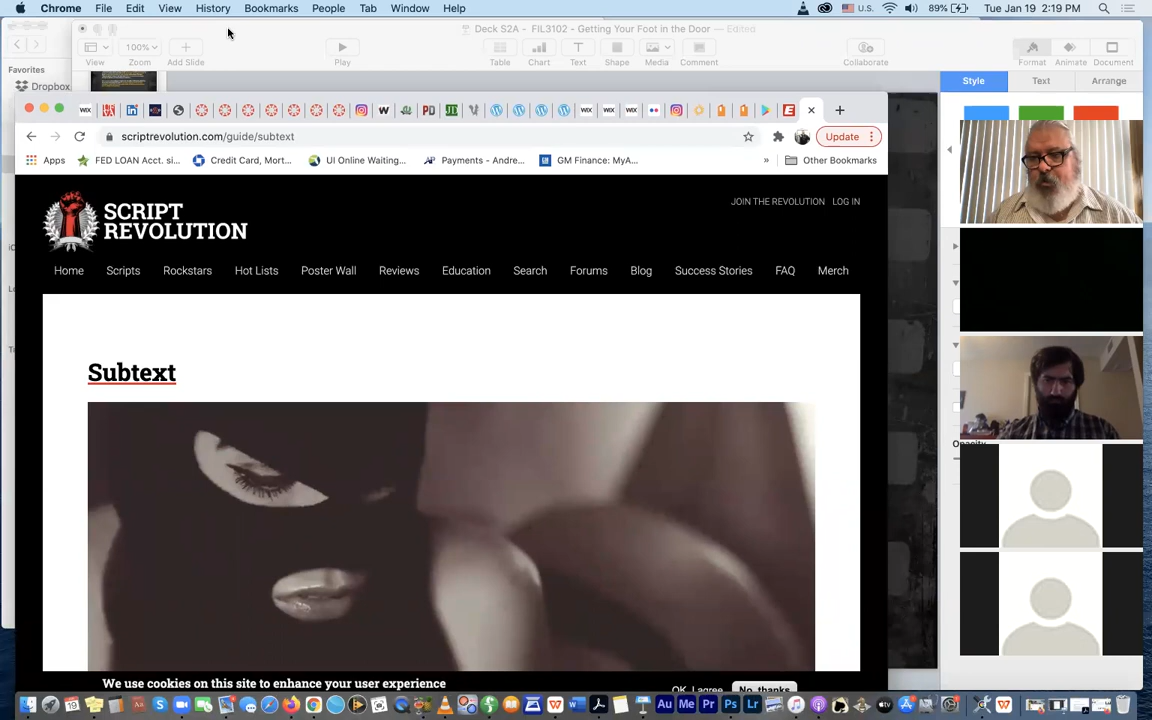 Chrome File Edit View History Bookmarks People Tab Window Help U.S. 89% Tue Jan 19 2:19 PM
Deck S2A - FIL3102 - Getting Your Foot in the Door — Edited
100%
View Zoom Add Slide Play Table Chart Text Shape Media Comment Collaborate Format Animate Document
Favorites
Dropbox
Style Text Arrange
scriptrevolution.com/guide/subtext Update
Apps FED LOAN Acct. si... Credit Card, Mort... UI Online Waiting... Payments - Andre... GM Finance: MyA... » Other Bookmarks
SCRIPT
REVOLUTION
JOIN THE REVOLUTION LOG IN
Home Scripts Rockstars Hot Lists Poster Wall Reviews Education Search Forums Blog Success Stories FAQ Merch
Subtext
Opacity
We use cookies on this site to enhance your user experience
OK, I agree No, thanks